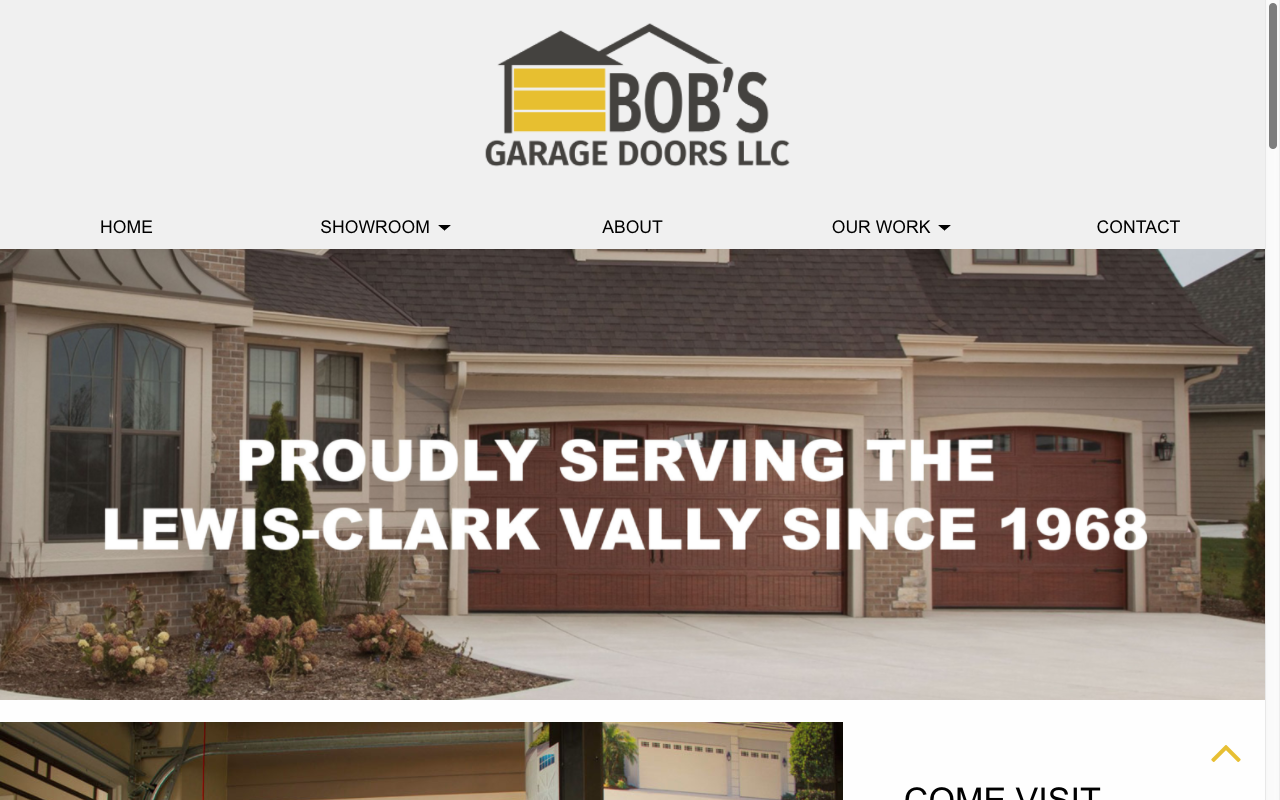 BOB'S
GARAGE DOORS LLC
HOME SHOWROOM ABOUT OUR WORK CONTACT
PROUDLY SERVING THE
LEWIS-CLARK VALLY SINCE 1968
COME VISIT